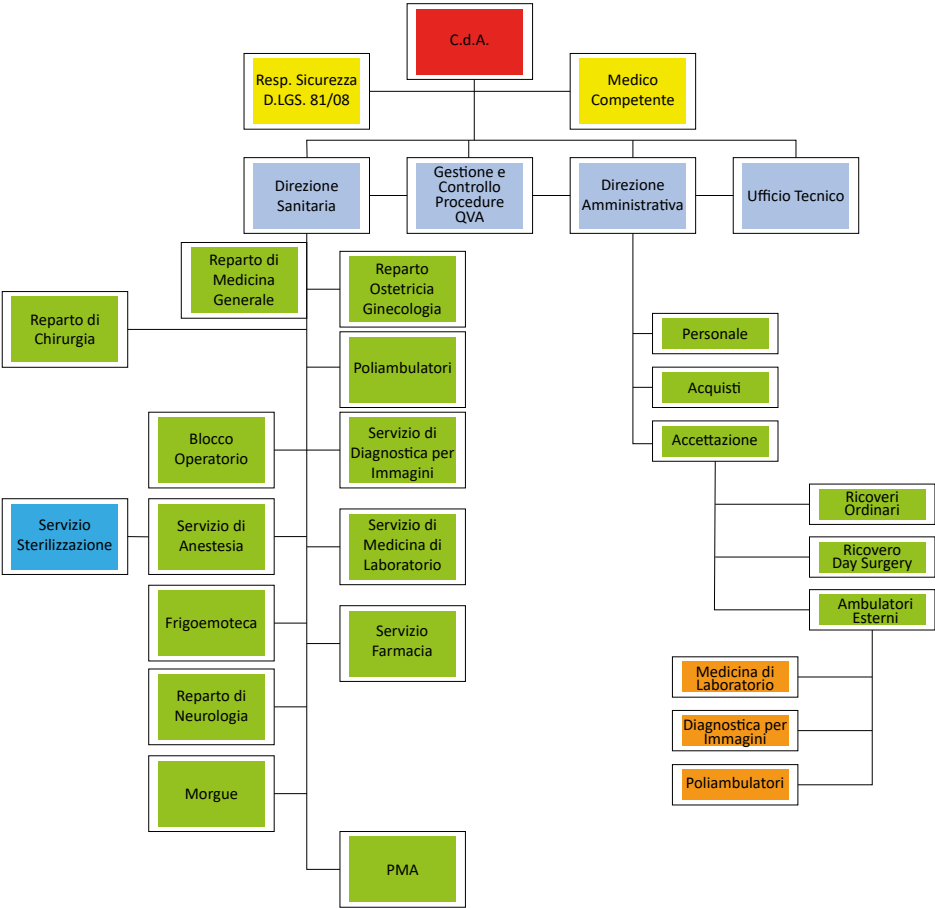 C.d.A.
Resp. Sicurezza
D.LGS. 81/08
Medico
Competente
Direzione
Sanitaria
Gestione e
Controllo
Procedure
QVA
Direzione
Amministrativa
Ufficio Tecnico
Reparto di
Medicina
Generale
Reparto
Ostetricia
Ginecologia
Reparto di
Chirurgia
Poliambulatori
Blocco
Operatorio
Servizio di
Diagnostica per
Immagini
Servizio
Sterilizzazione
Servizio di
Anestesia
Servizio di
Medicina di
Laboratorio
Frigoemoteca
Servizio
Farmacia
Reparto di
Neurologia
Morgue
PMA
Personale
Acquisti
Accettazione
Ricoveri
Ordinari
Ricovero
Day Surgery
Ambulatori
Esterni
Medicina di
Laboratorio
Diagnostica per
Immagini
Poliambulatori